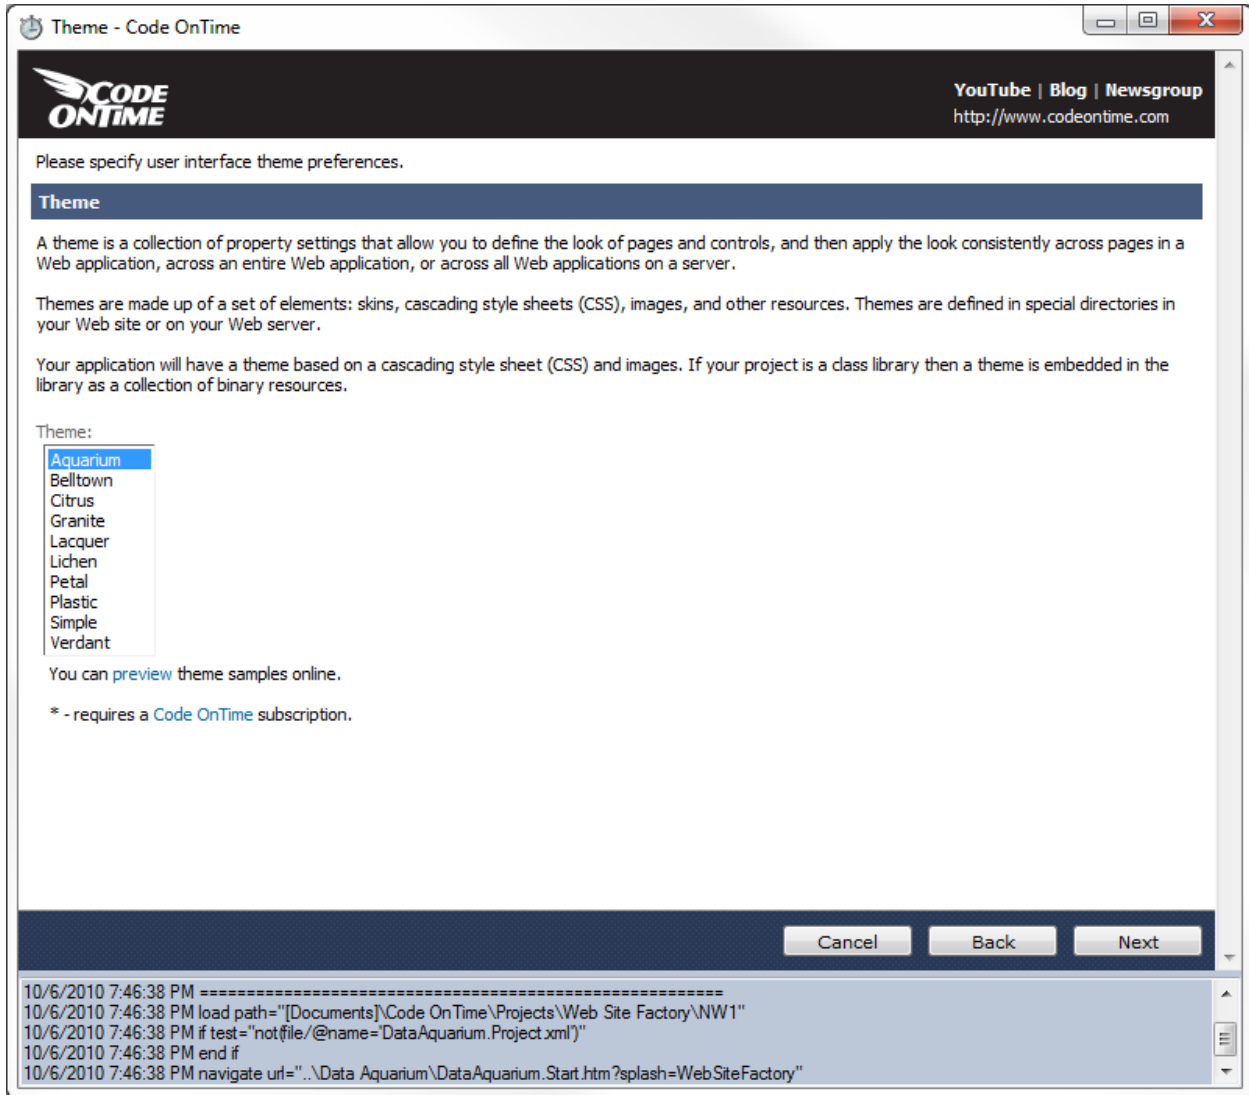 Theme - Code OnTime
CODE
ONTIME
YouTube | Blog | Newsgroup
http://www.codeontime.com
Please specify user interface theme preferences.
Theme
A theme is a collection of property settings that allow you to define the look of pages and controls, and then apply the look consistently across pages in a
Web application, across an entire Web application, or across all Web applications on a server.
Themes are made up of a set of elements: skins, cascading style sheets (CSS), images, and other resources. Themes are defined in special directories in
your Web site or on your Web server.
Your application will have a theme based on a cascading style sheet (CSS) and images. If your project is a class library then a theme is embedded in the
library as a collection of binary resources.
Theme:
Aquarium
Belltown
Citrus
Granite
Lacquer
Lichen
Petal
Plastic
Simple
Verdant
You can preview theme samples online.
* - requires a Code OnTime subscription.
Cancel Back Next
10/6/2010 7:46:38 PM ========================================================
10/6/2010 7:46:38 PM load path="[Documents]\Code OnTime\Projects\Web Site Factory\NW1"
10/6/2010 7:46:38 PM if test="not(file/@name='DataAquarium.Project.xml')"
10/6/2010 7:46:38 PM end if
10/6/2010 7:46:38 PM navigate url="..\Data Aquarium\DataAquarium.Start.htm?splash=WebSiteFactory"